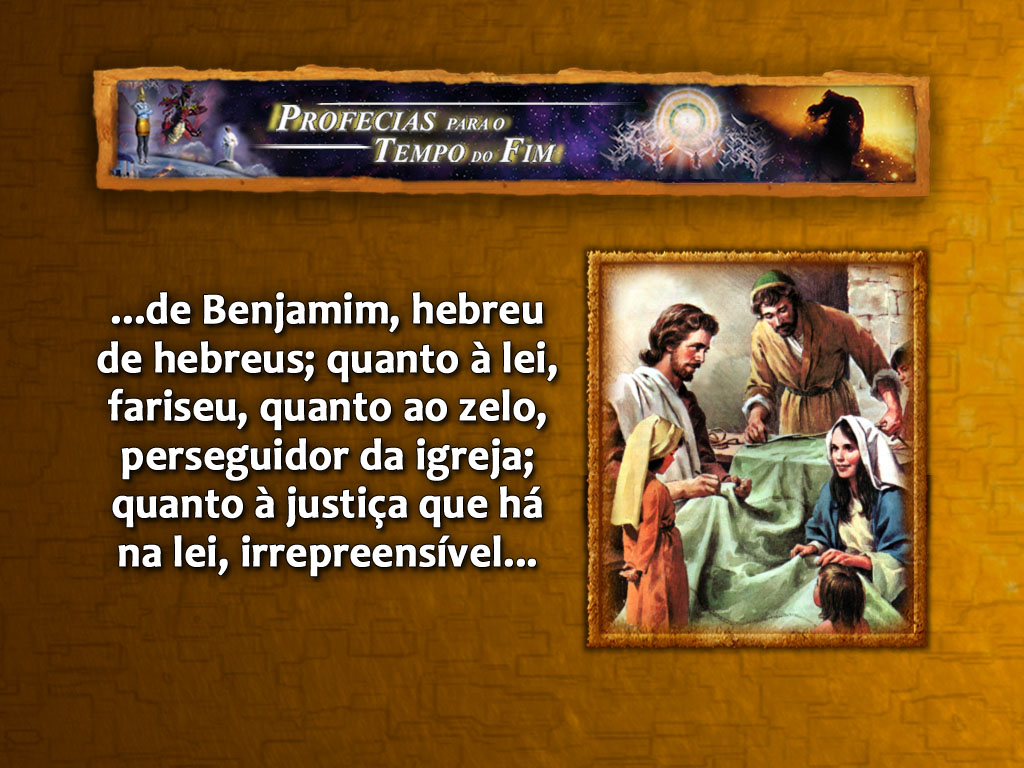 PROFECIAS PARA O
TEMPO DO FIM
...de Benjamim, hebreu
de hebreus; quanto à lei,
fariseu, quanto ao zelo,
perseguidor da igreja;
quanto à justiça que há
na lei, irrepreensível...